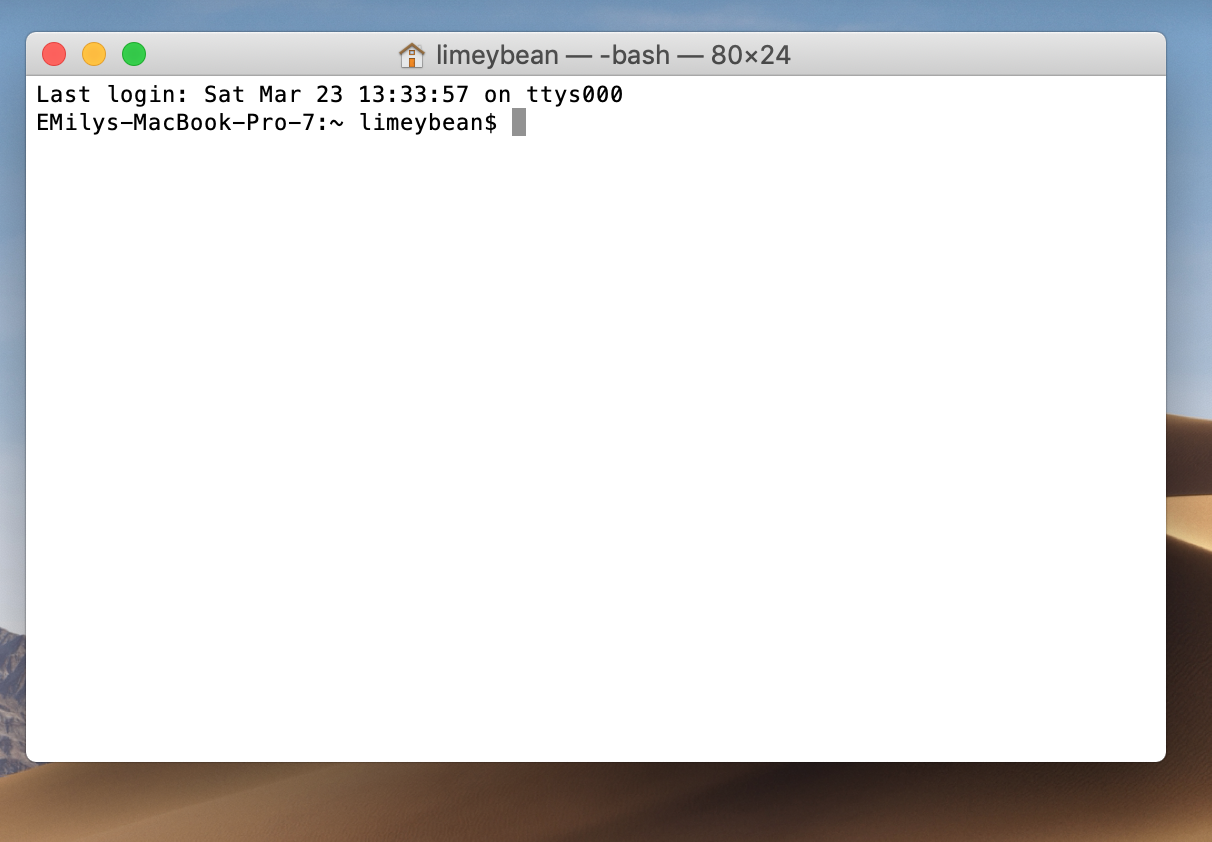 limeybean — -bash — 80×24
Last login: Sat Mar 23 13:33:57 on ttys000
EMilys-MacBook-Pro-7:~ limeybean$